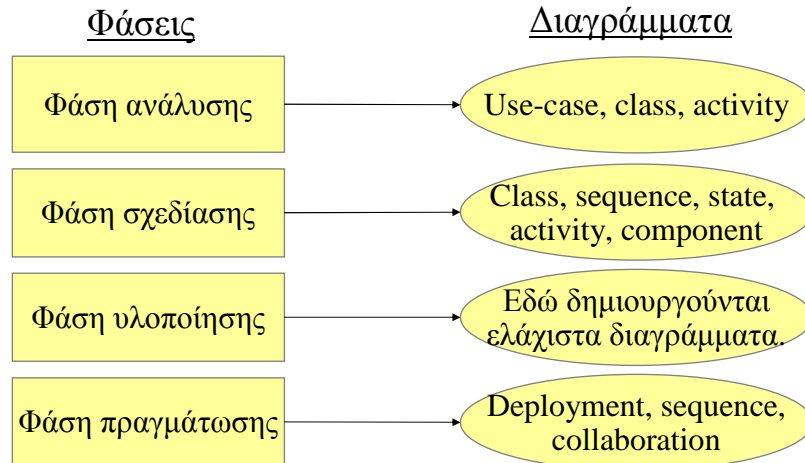 Φάσεις
Διαγράμματα
Φάση ανάλυσης
Use-case, class, activity
Φάση σχεδίασης
Class, sequence, state,
activity, component
Φάση υλοποίησης
Εδώ δημιουργούνται
ελάχιστα διαγράμματα.
Φάση πραγμάτωσης
Deployment, sequence,
collaboration